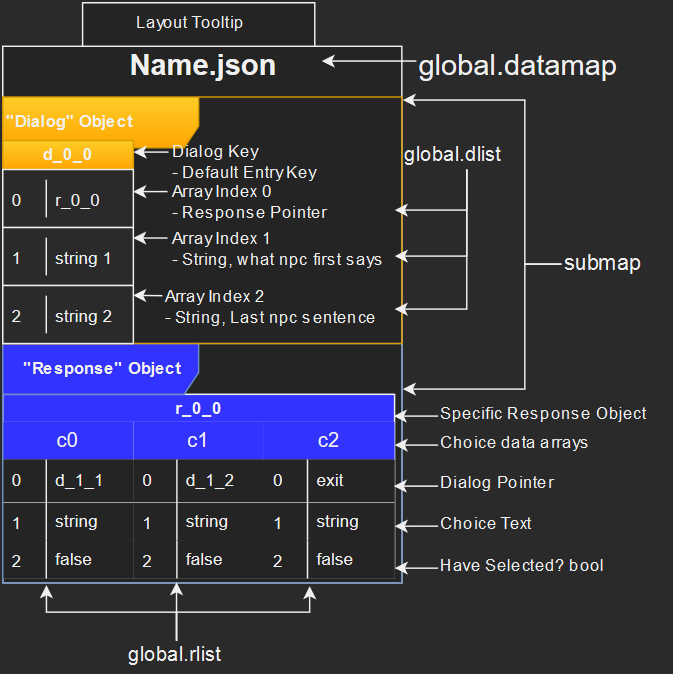 Layout Tooltip
Name.json
global.datamap
"Dialog" Object
d_0_0
Dialog Key
- Default Entry Key
global.dlist
0 r_0_0
Array Index 0
- Response Pointer
1 string 1
Array Index 1
- String, what npc first says
submap
2 string 2
Array Index 2
- String, Last npc sentence
"Response" Object
r_0_0
Specific Response Object
c0 c1 c2
Choice data arrays
0 d_1_1 0 d_1_2 0 exit
Dialog Pointer
1 string 1 string 1 string
Choice Text
2 false 2 false 2 false
Have Selected? bool
global.rlist